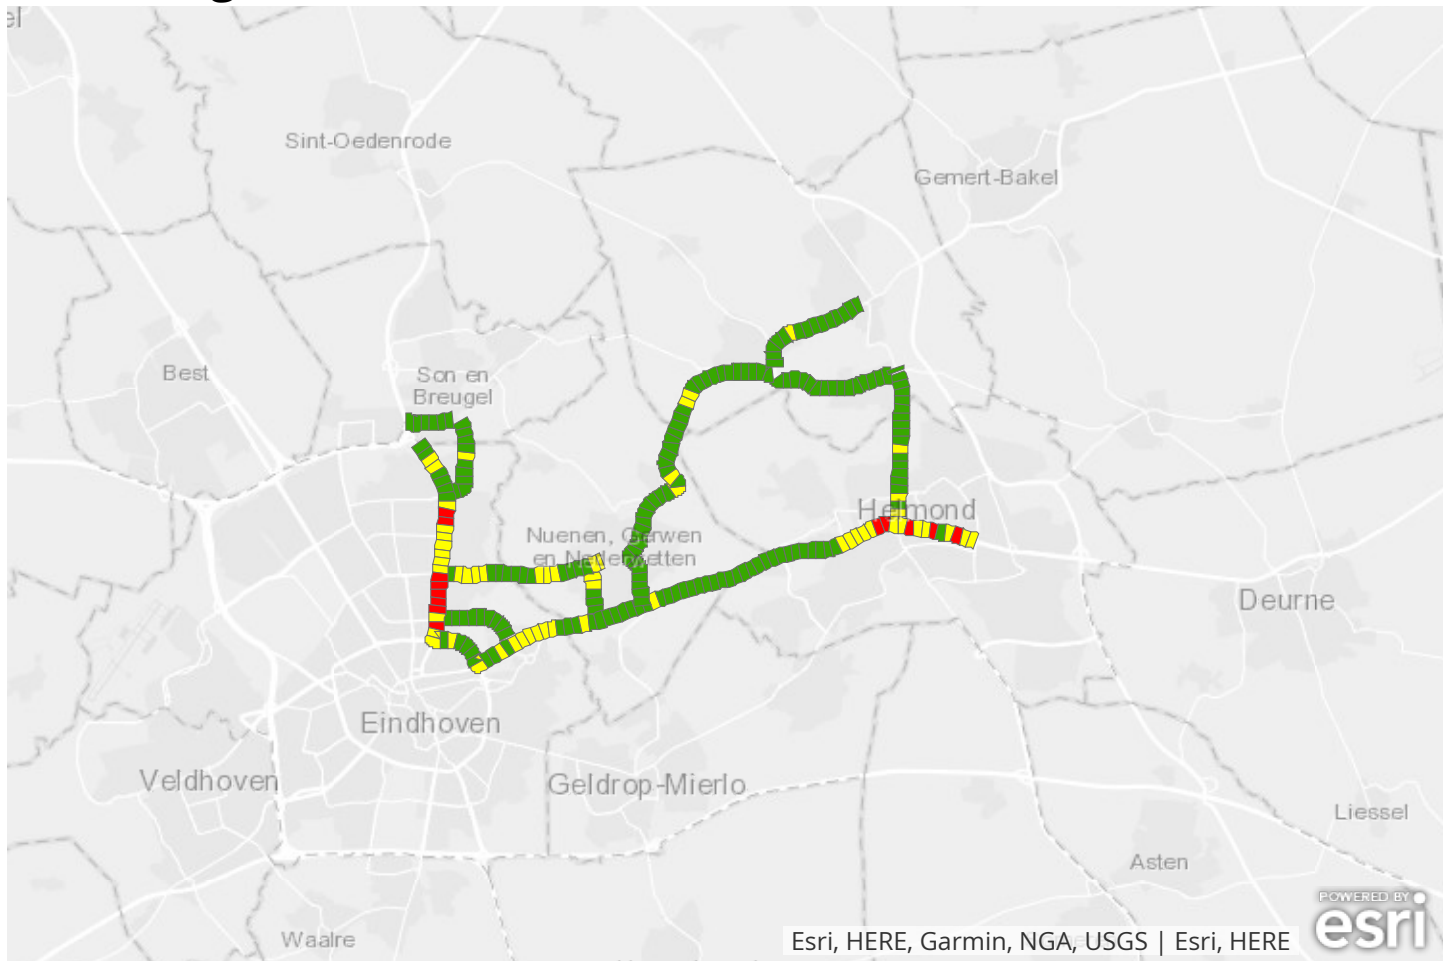 Sint-Oedenrode
Gemert-Bakel
Best
Son en
Breugel
Helmond
Nuenen, Gerwen
en Nederwetten
Deurne
Eindhoven
Veldhoven
Geldrop-Mierlo
Liessel
Asten
Waalre
POWERED BY
esri
Esri, HERE, Garmin, NGA, USGS | Esri, HERE